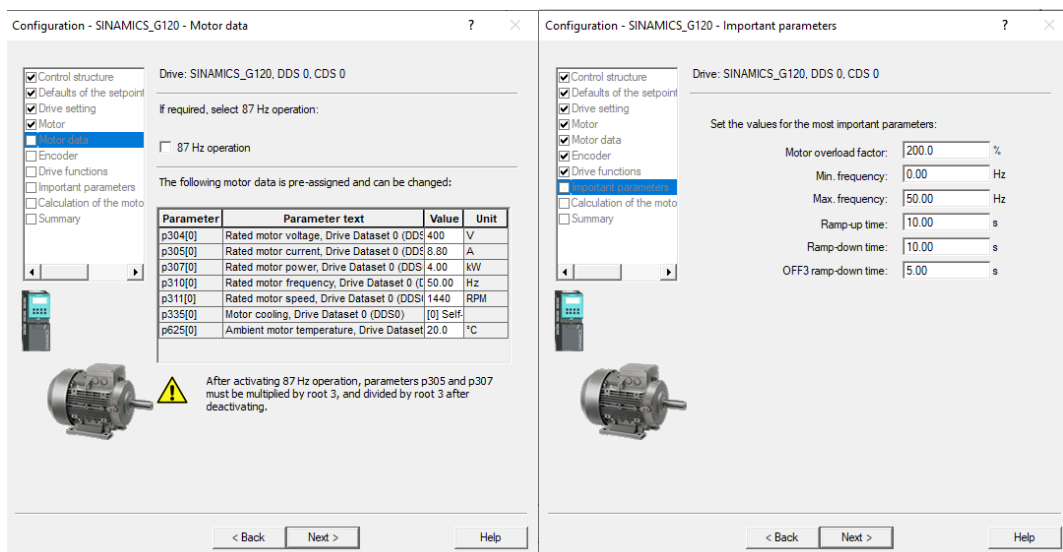 Configuration - SINAMICS_G120 - Motor data ?
Control structure
Defaults of the setpoint
Drive setting
Motor
Motor data
Encoder
Drive functions
Important parameters
Calculation of the moto
Summary
Drive: SINAMICS_G120, DDS 0, CDS 0
If required, select 87 Hz operation:
87 Hz operation
The following motor data is pre-assigned and can be changed:
Parameter Parameter text Value Unit
p304[0] Rated motor voltage, Drive Dataset 0 (DDS 400 V
p305[0] Rated motor current, Drive Dataset 0 (DDS 8.80 A
p307[0] Rated motor power, Drive Dataset 0 (DDS 4.00 kW
p310[0] Rated motor frequency, Drive Dataset 0 (D 50.00 Hz
p311[0] Rated motor speed, Drive Dataset 0 (DDS 1440 RPM
p335[0] Motor cooling, Drive Dataset 0 (DDS0) [0] Self-
p625[0] Ambient motor temperature, Drive Dataset 20.0 °C
After activating 87 Hz operation, parameters p305 and p307
must be multiplied by root 3, and divided by root 3 after
deactivating.
< Back Next > Help
Configuration - SINAMICS_G120 - Important parameters ?
Control structure
Defaults of the setpoint
Drive setting
Motor
Motor data
Encoder
Drive functions
Important parameters
Calculation of the moto
Summary
Drive: SINAMICS_G120, DDS 0, CDS 0
Set the values for the most important parameters:
Motor overload factor: 200.0 %
Min. frequency: 0.00 Hz
Max. frequency: 50.00 Hz
Ramp-up time: 10.00 s
Ramp-down time: 10.00 s
OFF3 ramp-down time: 5.00 s
< Back Next > Help